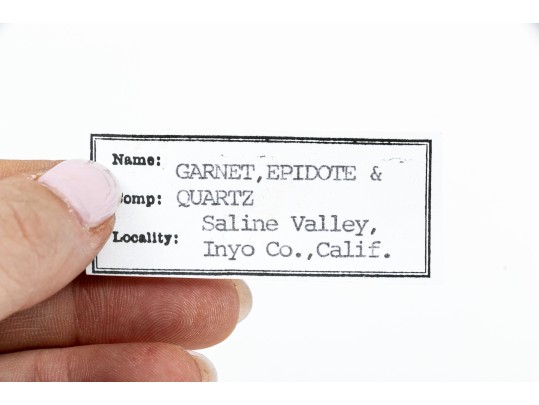 Name: GARNET,EPIDOTE &
omp: QUARTZ
Saline Valley,
Locality: Inyo Co.,Calif.